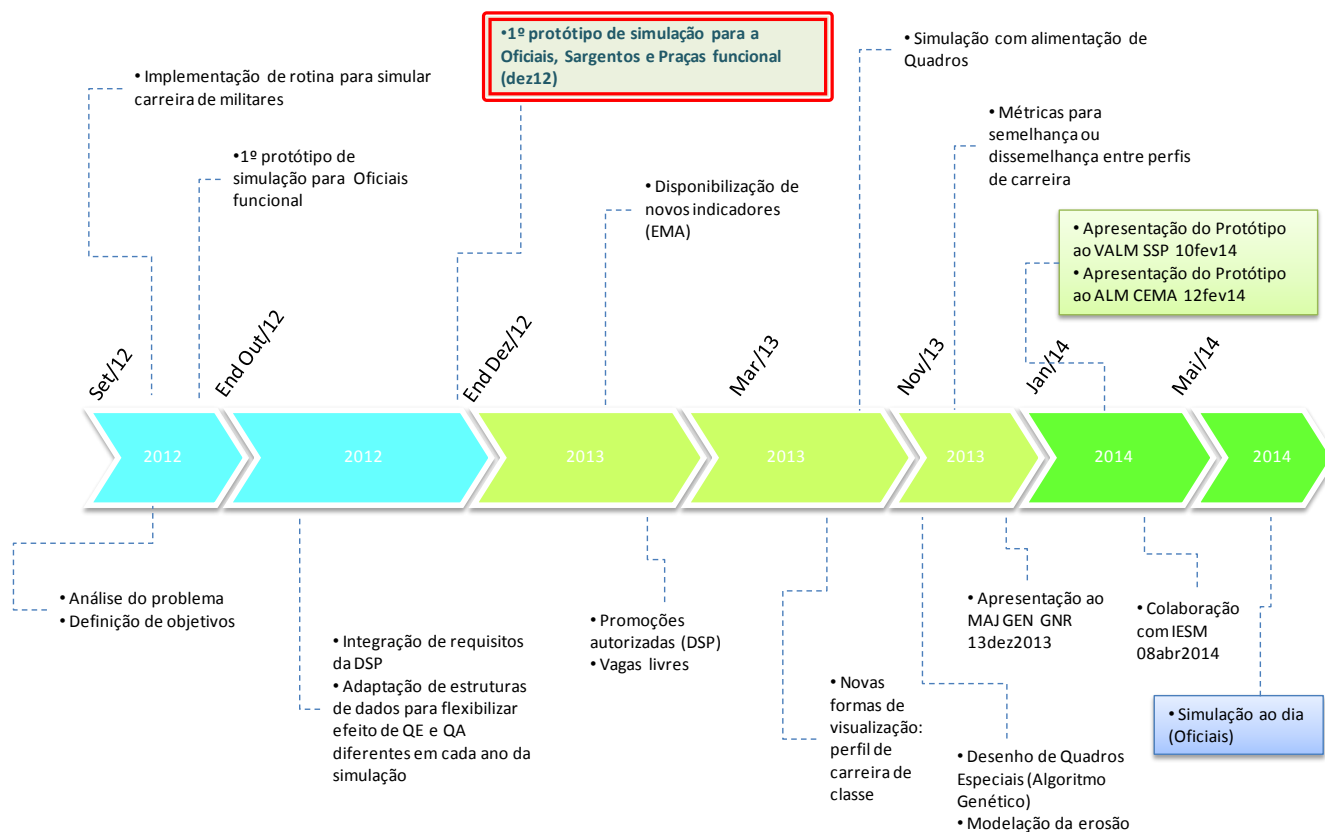 •1º protótipo de simulação para a
Oficiais, Sargentos e Praças funcional
(dez12)
• Simulação com alimentação de
Quadros
• Implementação de rotina para simular
carreira de militares
• Métricas para
semelhança ou
dissemelhança entre perfis
de carreira
•1º protótipo de
simulação para Oficiais
funcional
• Disponibilização de
novos indicadores
(EMA)
• Apresentação do Protótipo
ao VALM SSP 10fev14
• Apresentação do Protótipo
ao ALM CEMA 12fev14
Set/12
End Out/12
End Dez/12
Mar/13
Nov/13
Jan/14
Mai/14
2012
2012
2013
2013
2013
2014
2014
• Análise do problema
• Definição de objetivos
• Integração de requisitos
da DSP
• Adaptação de estruturas
de dados para flexibilizar
efeito de QE e QA
diferentes em cada ano da
simulação
• Promoções
autorizadas (DSP)
• Vagas livres
• Novas
formas de
visualização:
perfil de
carreira de
classe
• Apresentação ao
MAJ GEN GNR
13dez2013
• Colaboração
com IESM
08abr2014
• Simulação ao dia
(Oficiais)
• Desenho de Quadros
Especiais (Algoritmo
Genético)
• Modelação da erosão